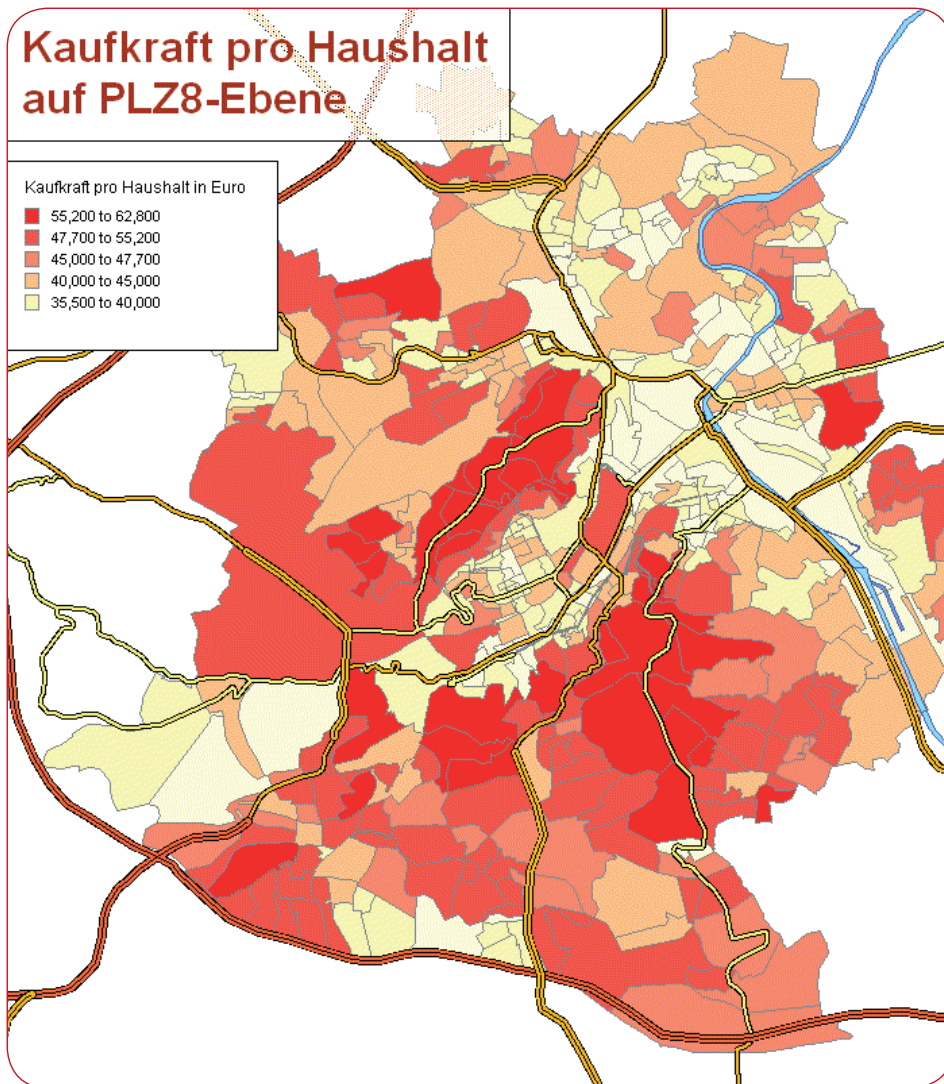 Kaufkraft pro Haushalt
auf PLZ8-Ebene
Kaufkraft pro Haushalt in Euro
55,200 to 62,800
47,700 to 55,200
45,000 to 47,700
40,000 to 45,000
35,500 to 40,000